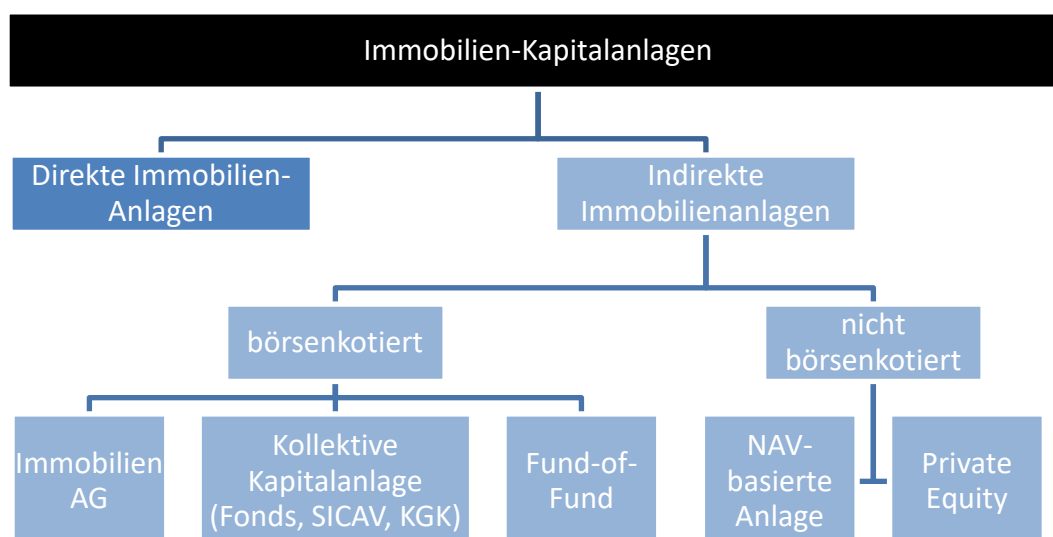 Immobilien-Kapitalanlagen
Direkte Immobilien-
Anlagen
Indirekte
Immobilienanlagen
börsenkotiert
nicht
börsenkotiert
Immobilien
AG
Kollektive
Kapitalanlage
(Fonds, SICAV, KGK)
Fund-of-
Fund
NAV-
basierte
Anlage
Private
Equity